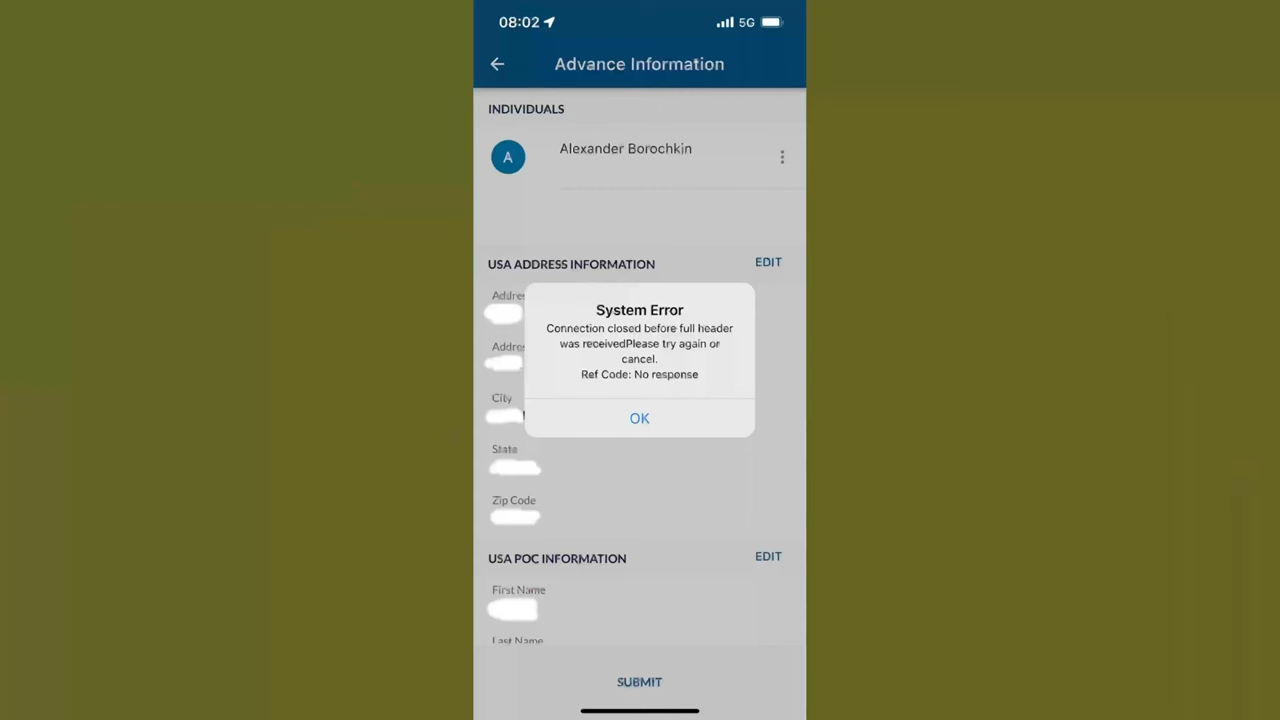 08:02
5G
Advance Information
INDIVIDUALS
A
Alexander Borochkin
USA ADDRESS INFORMATION
EDIT
System Error
Connection closed before full header
was receivedPlease try again or
cancel.
Ref Code: No response
OK
City
State
Zip Code
USA POC INFORMATION
EDIT
First Name
Last Name
SUBMIT